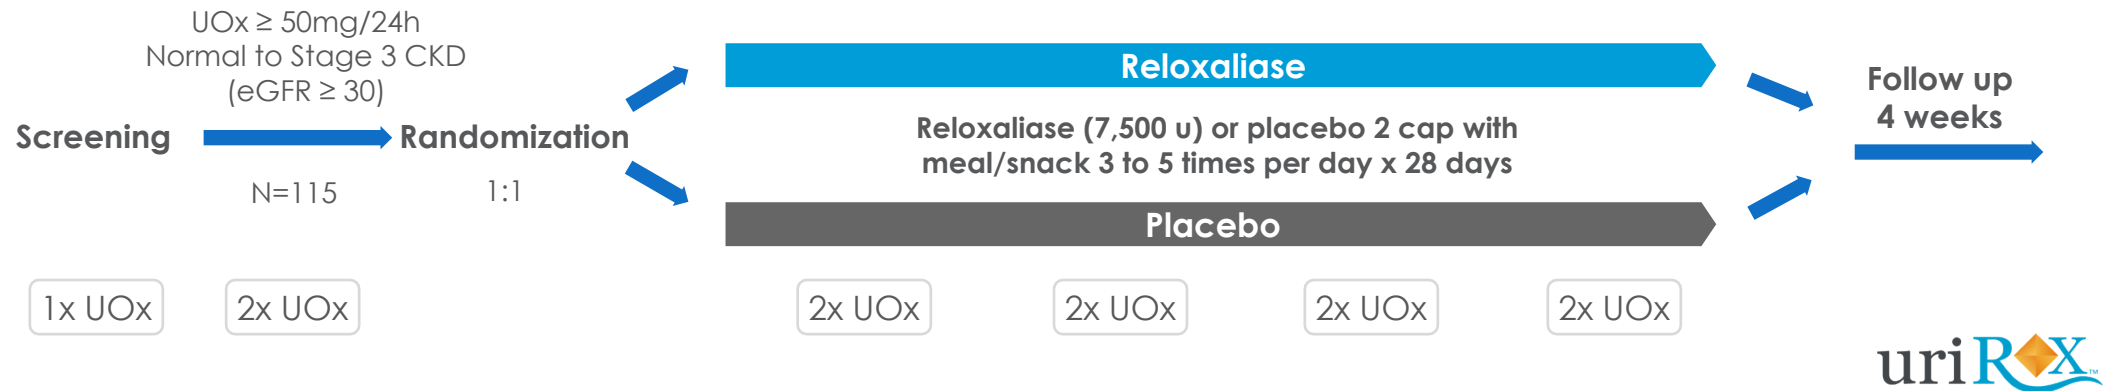 UOx ≥ 50mg/24h
Normal to Stage 3 CKD
(eGFR ≥ 30)
Screening
Randomization
N=115
1:1
Reloxaliase
Reloxaliase (7,500 u) or placebo 2 cap with
meal/snack 3 to 5 times per day x 28 days
Placebo
Follow up
4 weeks
1x UOx
2x UOx
2x UOx
2x UOx
2x UOx
2x UOx
uriROX™